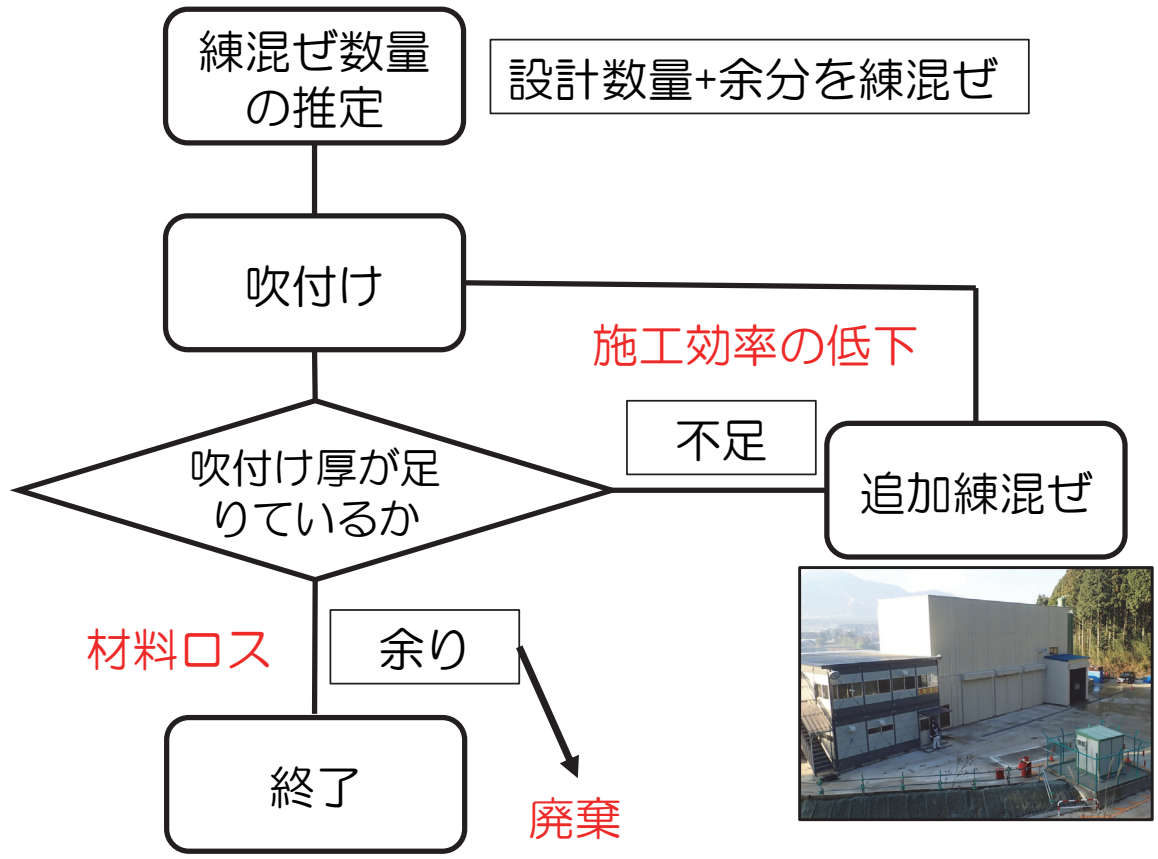 練混ぜ数量
の推定
設計数量+余分を練混ぜ
吹付け
施工効率の低下
不足
吹付け厚が足
りているか
追加練混ぜ
材料ロス
余り
終了
廃棄